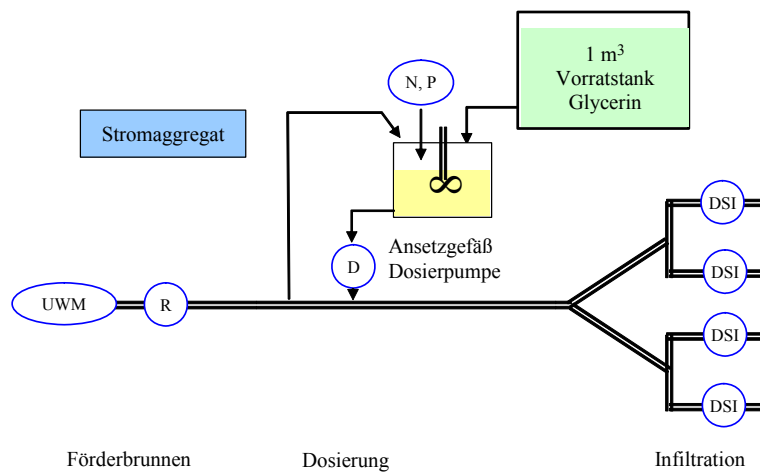 1 m³
Vorratstank
Glycerin
N, P
Stromaggregat
DSI
Ansetzgefäß
Dosierpumpe
D
DSI
UWM
R
DSI
DSI
Förderbrunnen
Dosierung
Infiltration